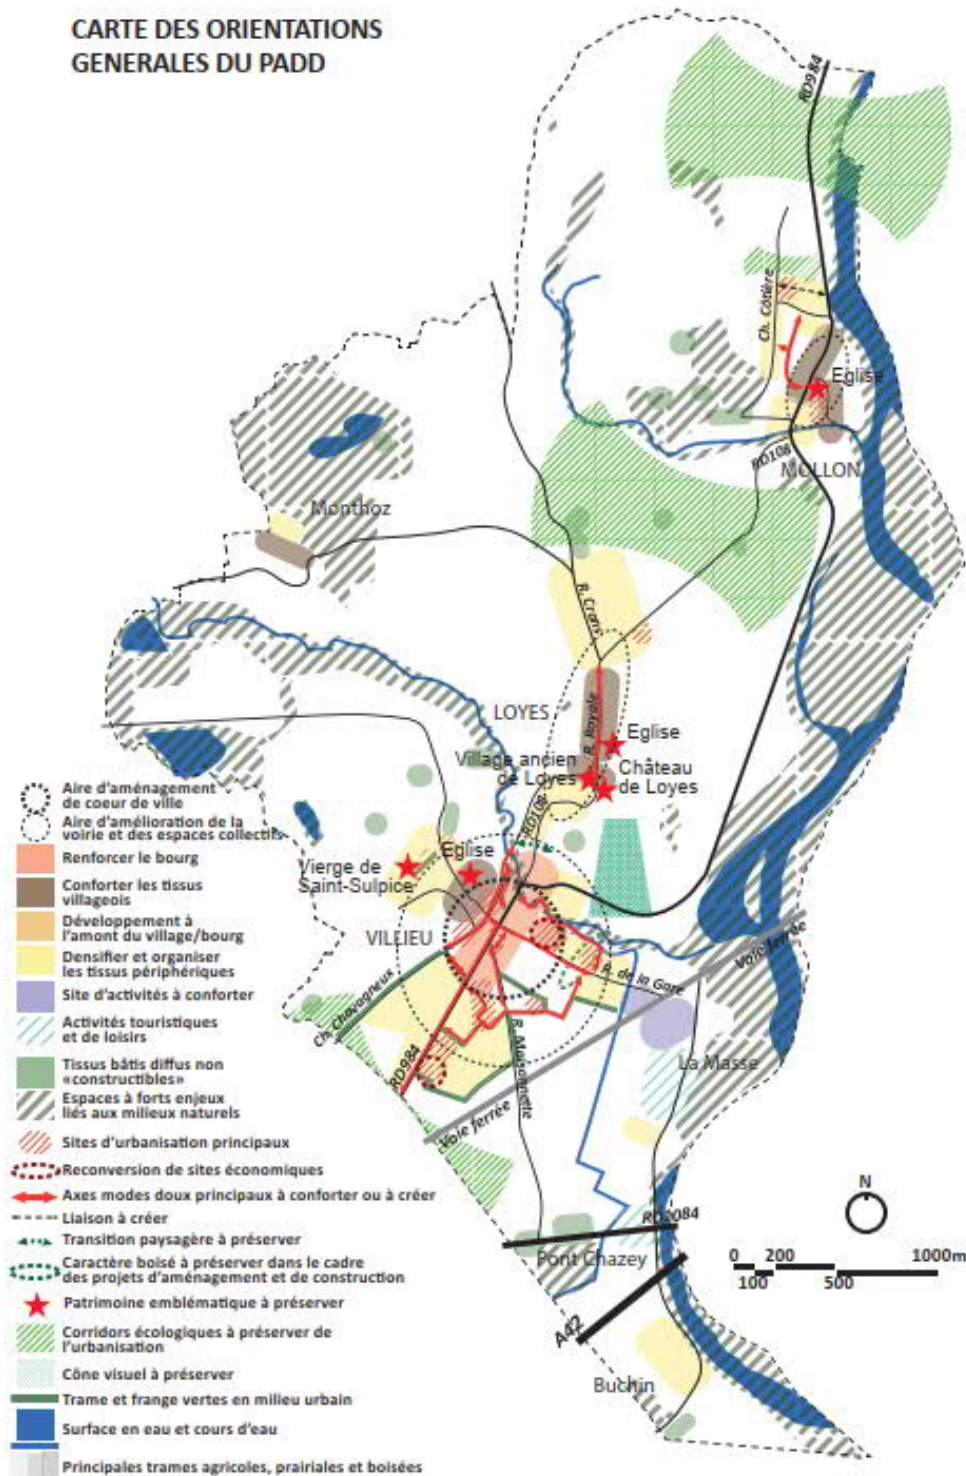 CARTE DES ORIENTATIONS
GENERALES DU PADD
RD984
Ch. Côtière
Eglise
RD108
MOLLON
Monthoz
R. Crans
LOYES
R. Royale
Eglise
Village ancien
de Loyes
Château
de Loyes
RD108
Eglise
Vierge de
Saint-Sulpice
VILLIEU
Voie ferrée
R. de la Gare
Ch. Chavagneux
RD984
R. Maisonnette
La Masse
Voie ferrée
RD1084
Pont Chazey
A42
Buchin
N
0 200 1000m
100 500
Aire d'aménagement
de coeur de ville
Aire d'amélioration de la
voirie et des espaces collectifs
Renforcer le bourg
Conforter les tissus
villageois
Développement à
l'amont du village/bourg
Densifier et organiser
les tissus périphériques
Site d'activités à conforter
Activités touristiques
et de loisirs
Tissus bâtis diffus non
«constructibles»
Espaces à forts enjeux
liés aux milieux naturels
Sites d'urbanisation principaux
Reconversion de sites économiques
Axes modes doux principaux à conforter ou à créer
Liaison à créer
Transition paysagère à préserver
Caractère boisé à préserver dans le cadre
des projets d'aménagement et de construction
Patrimoine emblématique à préserver
Corridors écologiques à préserver de
l'urbanisation
Cône visuel à préserver
Trame et frange vertes en milieu urbain
Surface en eau et cours d'eau
Principales trames agricoles, prairiales et boisées